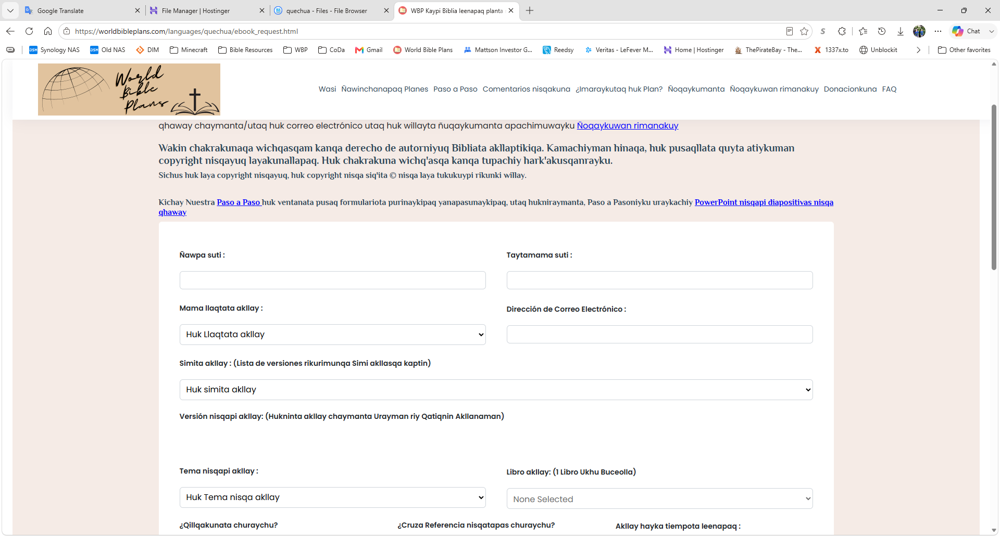 Google Translate
File Manager | Hostinger
quechua - Files - File Browser
WBP Kaypi Biblia leenapaq planta
https://worldbibleplans.com/languages/quechua/ebook_request.html
Chat
Synology NAS
Old NAS
DIM
Minecraft
Bible Resources
WBP
CoDa
Gmail
World Bible Plans
Mattson Investor G...
Reedsy
Veritas - LeFever M...
Home | Hostinger
ThePirateBay - The...
1337x.to
Unblockit
Other favorites
World
Bible
Plans
Wasi Ñawinchanapaq Planes Paso a Paso Comentarios nisqakuna ¿Imaraykutaq huk Plan? Ñoqaykumanta Ñoqaykuwan rimanakuy Donacionkuna FAQ
qhaway chaymanta/utaq huk correo electrónico utaq huk willayta ñuqaykumanta apachimuwayku Ñoqaykuwan rimanakuy
Wakin chakrakunaqa wichqasqam kanqa derecho de autorniyuq Bibliata akllaptikiqa. Kamachiyman hinaqa, huk pusaqllata quyta atiykuman
copyright nisqayuq layakunallapaq. Huk chakrakuna wichq'asqa kanqa tupachiy hark'akusqanrayku.
Sichus huk laya copyright nisqayuq, huk copyright nisqa siq'ita © nisqa laya tukukuypi rikunki willay.
Kichay Nuestra Paso a Paso huk ventanata pusaq formulariota purinaykipaq yanapasunaykipaq, utaq hukniraymanta, Paso a Pasoniyku uraykachiy PowerPoint nisqapi diapositivas nisqa
qhaway
Ñawpa suti :
Taytamama suti :
Mama llaqtata akllay :
Dirección de Correo Electrónico :
Huk Llaqtata akllay
Simita akllay : (Lista de versiones rikurimunqa Simi akllasqa kaptin)
Huk simita akllay
Versión nisqapi akllay: (Hukninta akllay chaymanta Urayman riy Qatiqnin Akllanaman)
Tema nisqapi akllay :
Libro akllay: (1 Libro Ukhu Buceolla)
Huk Tema nisqa akllay
None Selected
¿Qillqakunata churaychu?
¿Cruza Referencia nisqatapas churaychu?
Akllay hayka tiempota leenapaq :